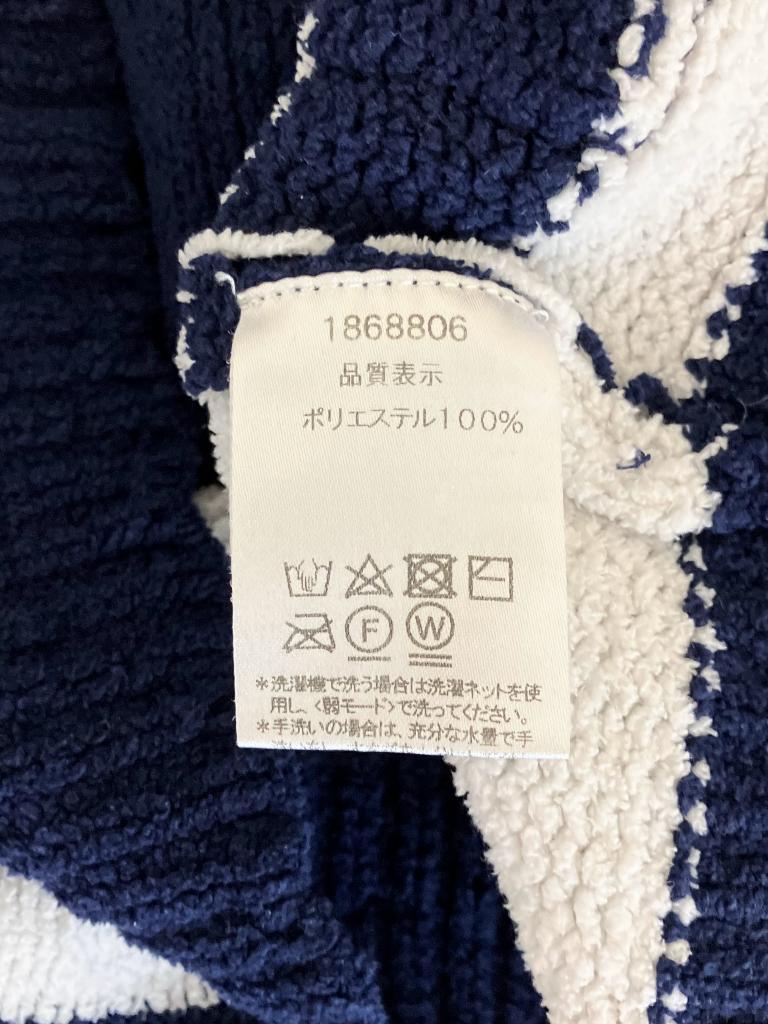 1868806
品質表示
ポリエステル100%
F W
*洗濯機で洗う場合は洗濯ネットを使
用し、〈弱モード〉で洗ってください。
*手洗いの場合は、充分な水量で手